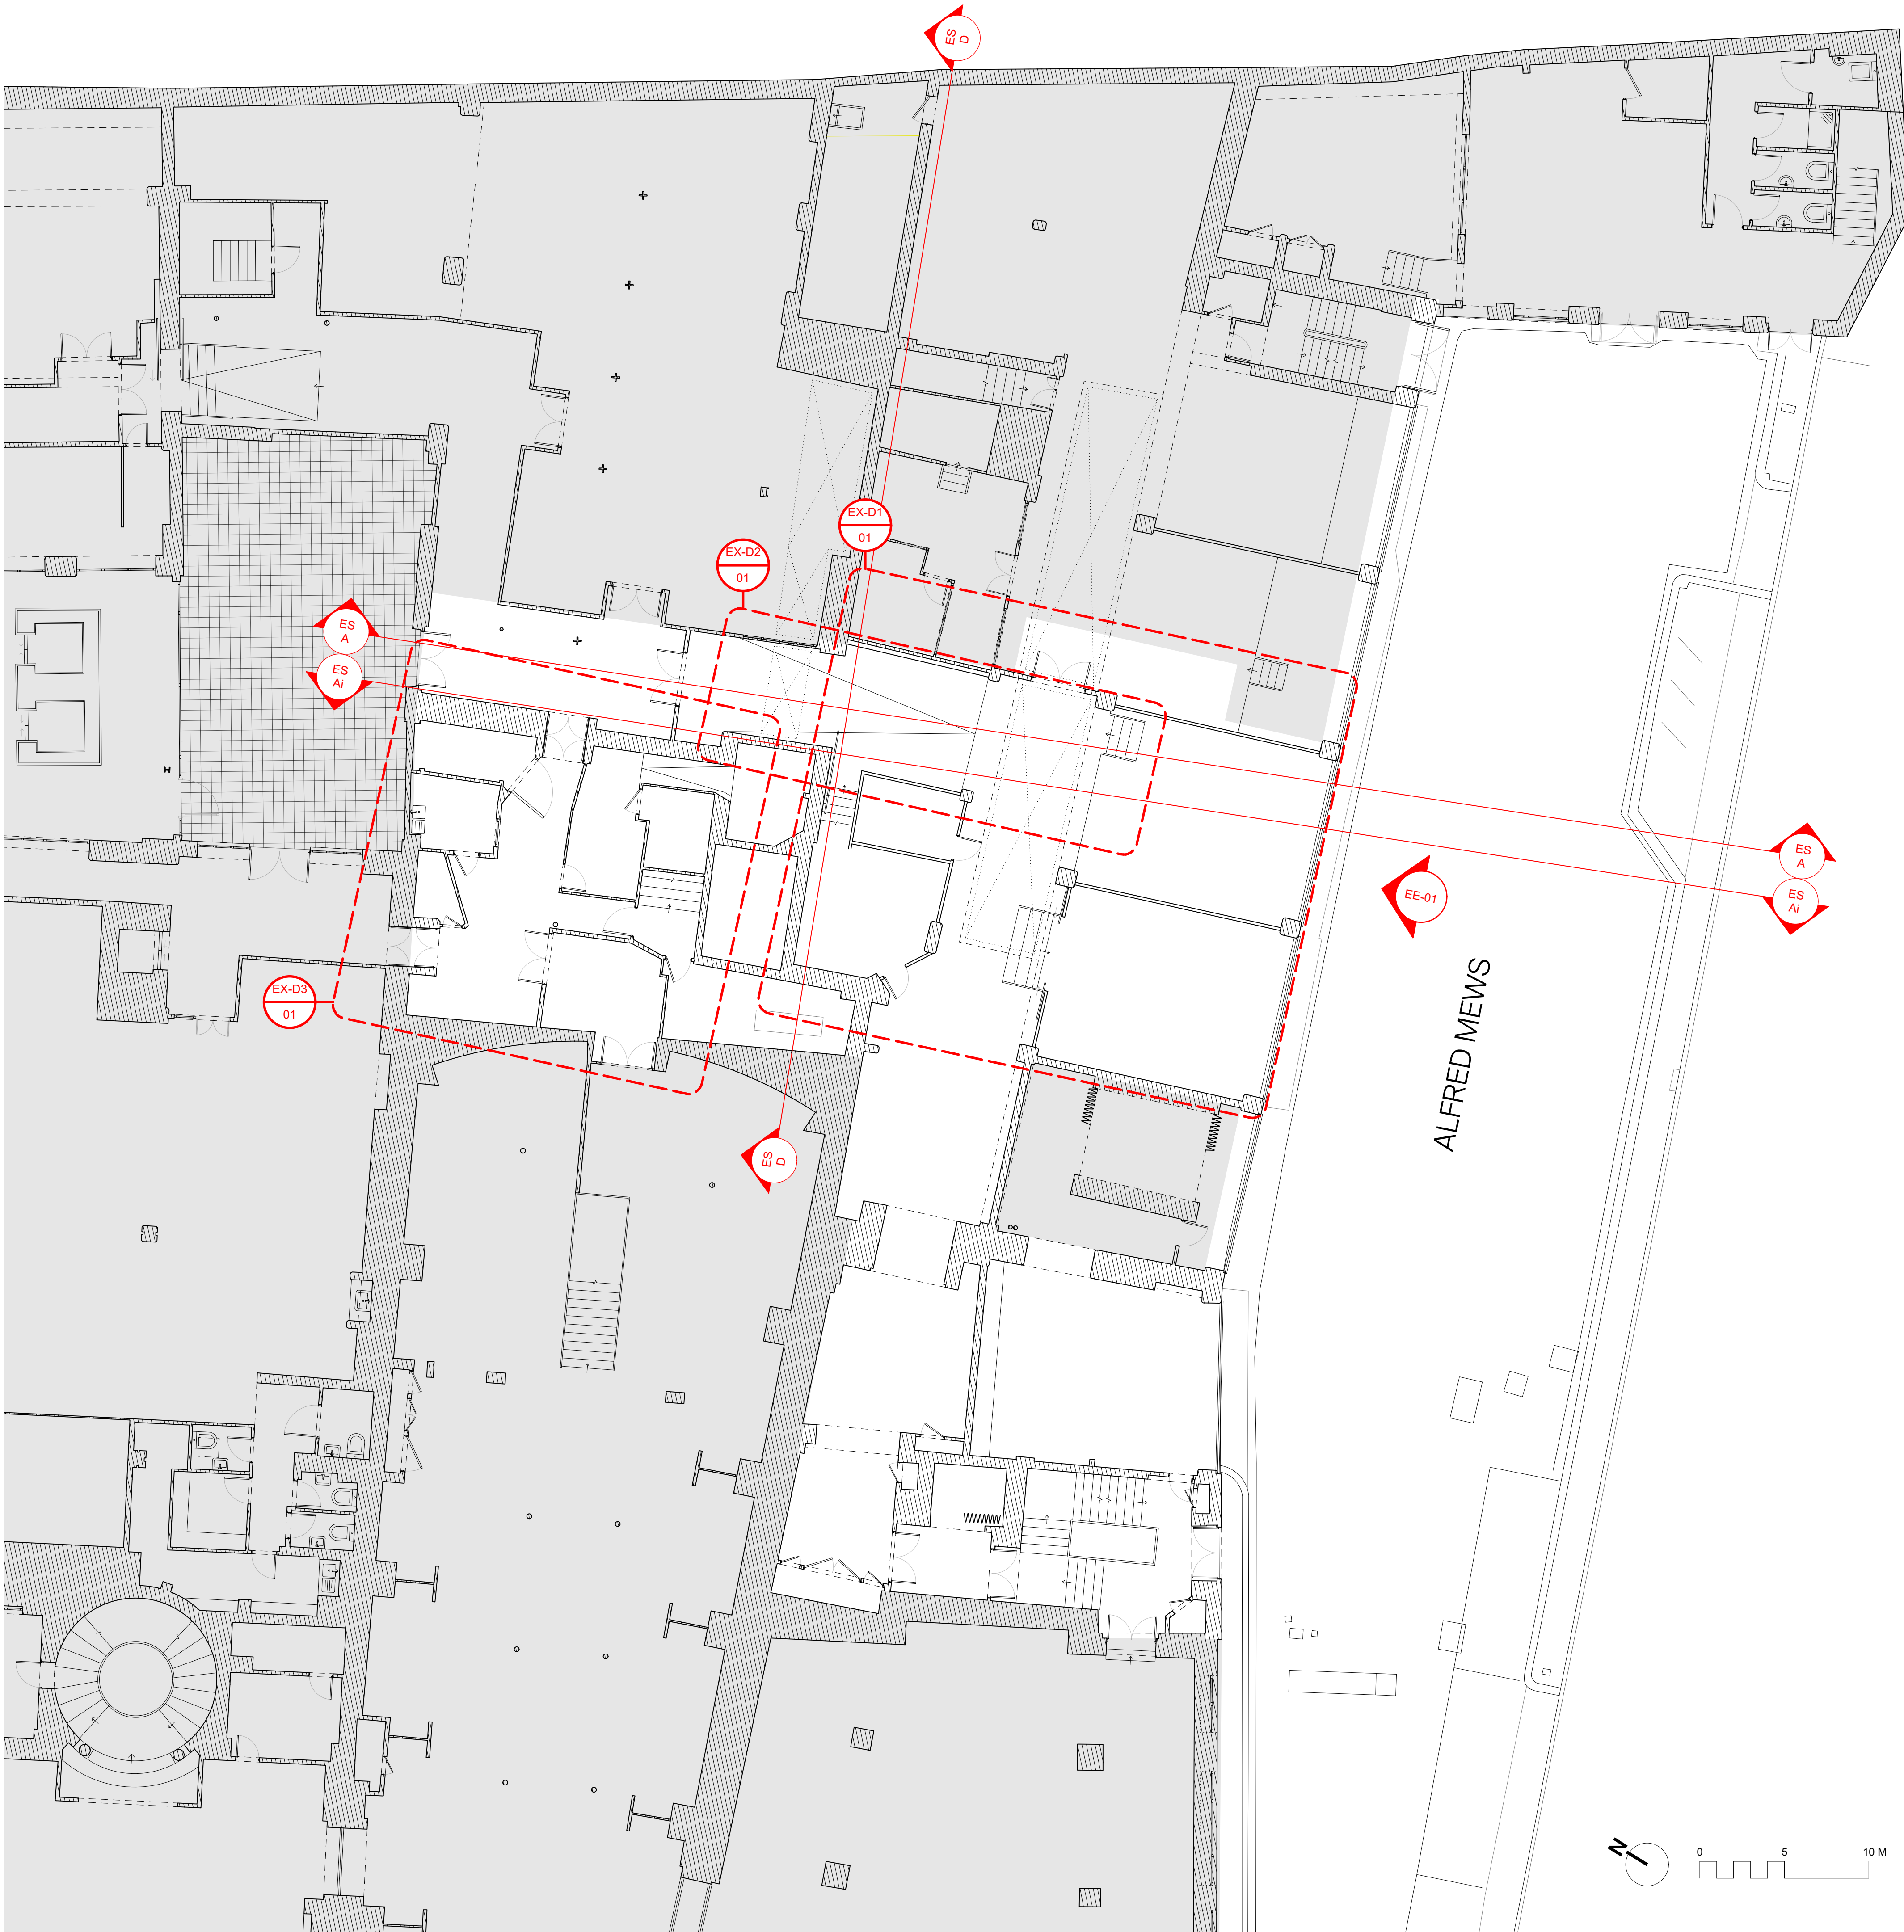 ES
D
EX-D1
01
EX-D2
01
ES
A
ES
Ai
ES
A
ES
Ai
EE-01
ALFRED MEWS
EX-D3
01
ES
D
N
0 5 10 M